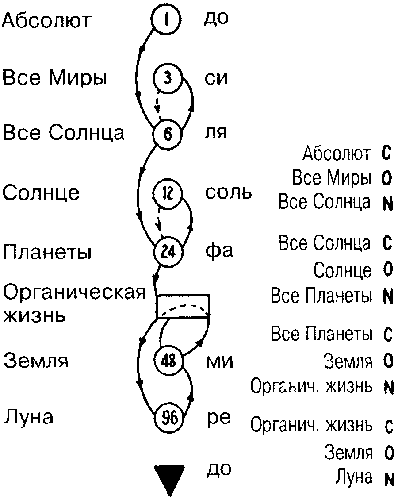 Абсолют 1 до
Все Миры 3 си
Все Солнца 6 ля
Солнце 12 соль
Планеты 24 фа
Органическая
жизнь
Земля 48 ми
Луна 96 ре
до
Абсолют C
Все Миры O
Все Солнца N
Все Солнца C
Солнце O
Все Планеты N
Все Планеты C
Земля O
Органич. жизнь N
Органич. жизнь C
Земля O
Луна N